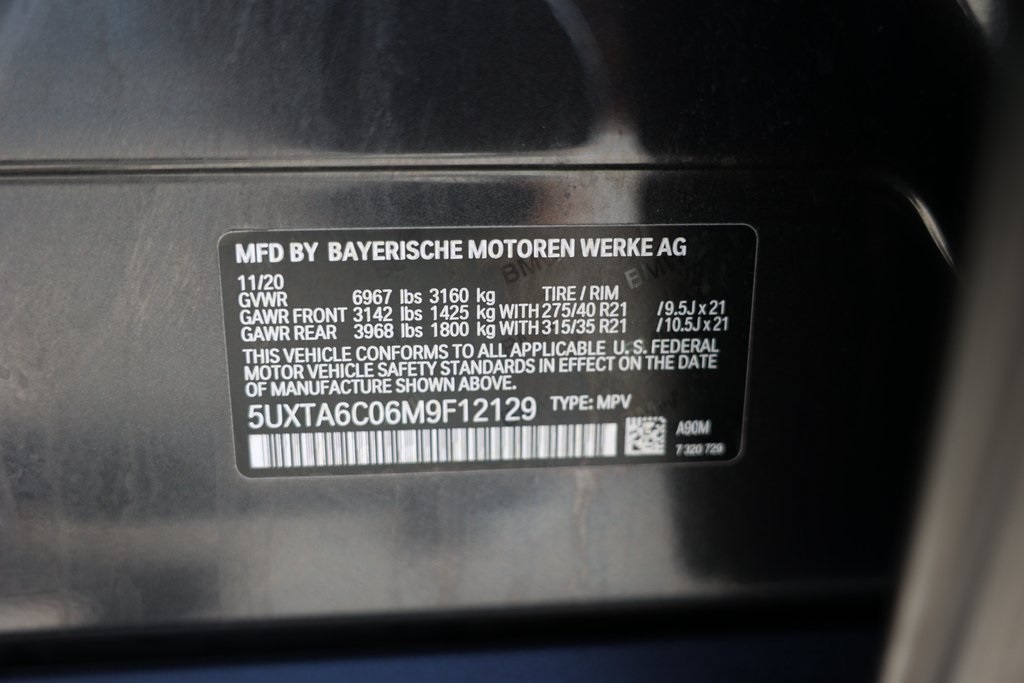 MFD BY BAYERISCHE MOTOREN WERKE AG
11/20
GVWR 6967 lbs 3160 kg TIRE / RIM
GAWR FRONT 3142 lbs 1425 kg WITH 275/40 R21 /9.5J x 21
GAWR REAR 3968 lbs 1800 kg WITH 315/35 R21 /10.5J x 21
THIS VEHICLE CONFORMS TO ALL APPLICABLE U.S. FEDERAL
MOTOR VEHICLE SAFETY STANDARDS IN EFFECT ON THE DATE
OF MANUFACTURE SHOWN ABOVE.
5UXTA6C06M9F12129 TYPE: MPV
A90M
7 320 729